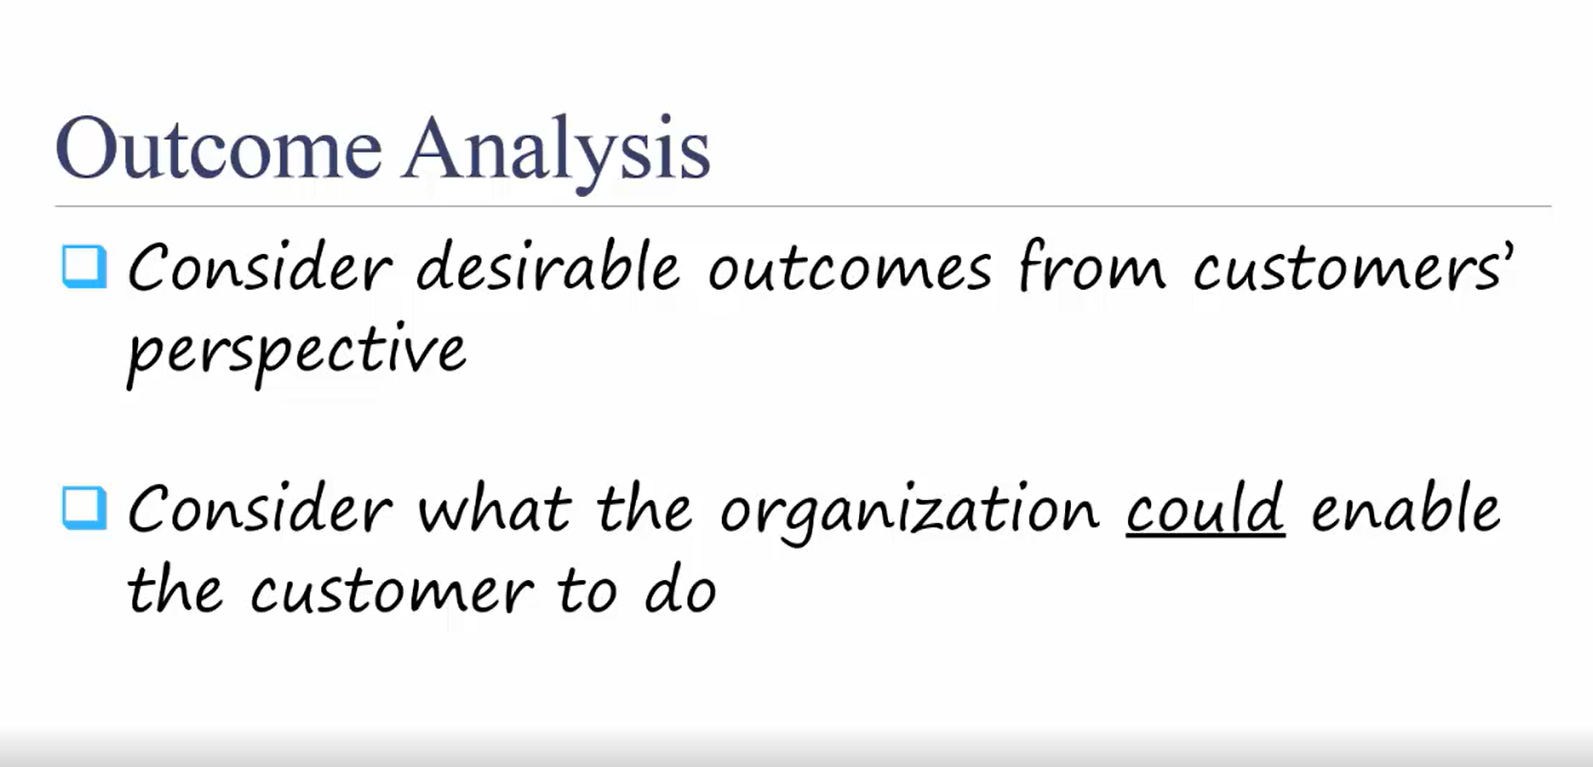 Outcome Analysis
Consider desirable outcomes from customers’
perspective
Consider what the organization could enable
the customer to do